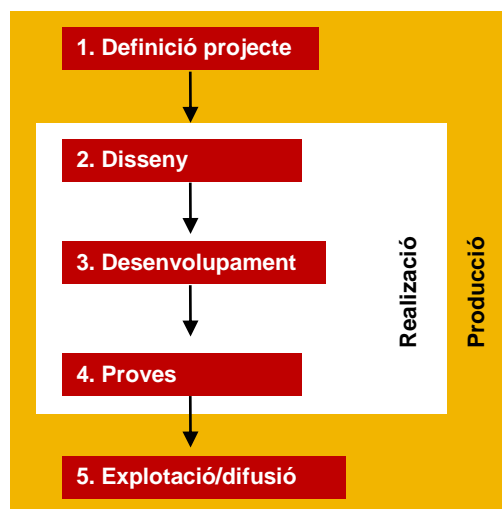 1. Definició projecte
2. Disseny
3. Desenvolupament
4. Proves
5. Explotació/difusió
Realizació
Producció